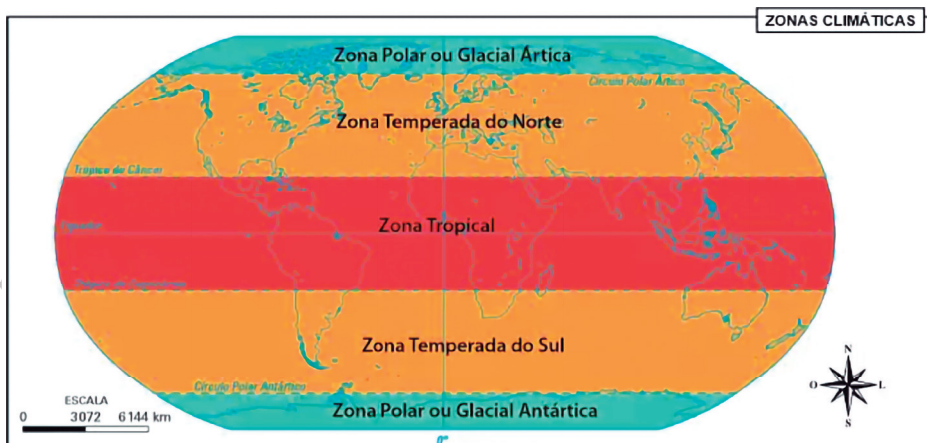 ZONAS CLIMÁTICAS
Zona Polar ou Glacial Ártica
Círculo Polar Ártico
Zona Temperada do Norte
Trópico de Câncer
Zona Tropical
Equador
Trópico de Capricórnio
Zona Temperada do Sul
Círculo Polar Antártico
Zona Polar ou Glacial Antártica
ESCALA
0 3072 6144 km
0°
N
O L
S